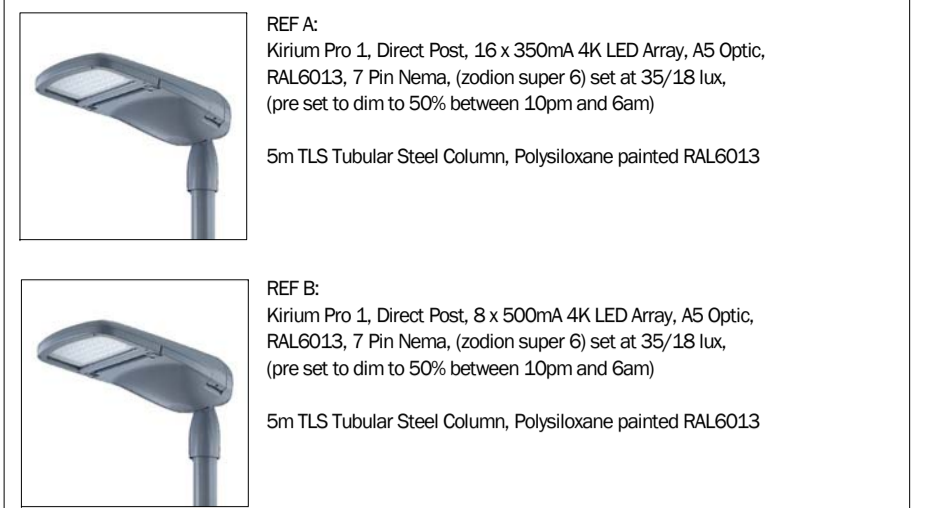 REF A:
Kirium Pro 1, Direct Post, 16 x 350mA 4K LED Array, A5 Optic,
RAL6013, 7 Pin Nema, (zodion super 6) set at 35/18 lux,
(pre set to dim to 50% between 10pm and 6am)
5m TLS Tubular Steel Column, Polysiloxane painted RAL6013
REF B:
Kirium Pro 1, Direct Post, 8 x 500mA 4K LED Array, A5 Optic,
RAL6013, 7 Pin Nema, (zodion super 6) set at 35/18 lux,
(pre set to dim to 50% between 10pm and 6am)
5m TLS Tubular Steel Column, Polysiloxane painted RAL6013